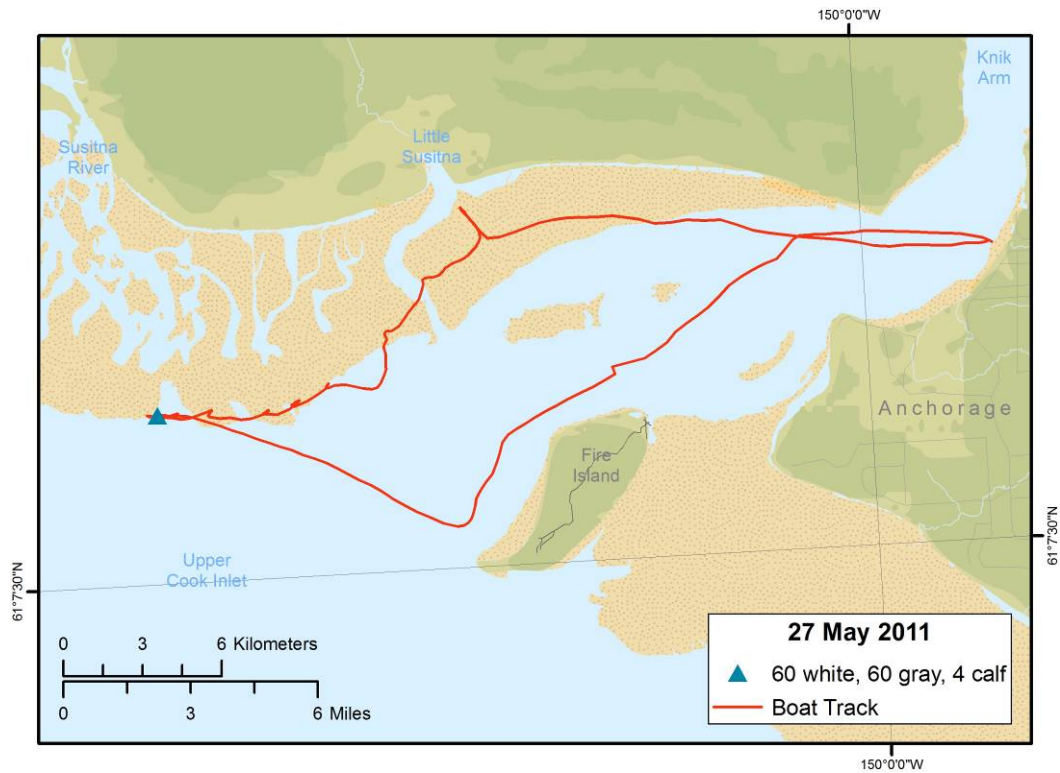 150°0'0"W
Knik
Arm
Susitna
River
Little
Susitna
Anchorage
Fire
Island
61°7'30"N
Upper
Cook Inlet
61°7'30"N
0 3 6 Kilometers
0 3 6 Miles
27 May 2011
60 white, 60 gray, 4 calf
Boat Track
150°0'0"W